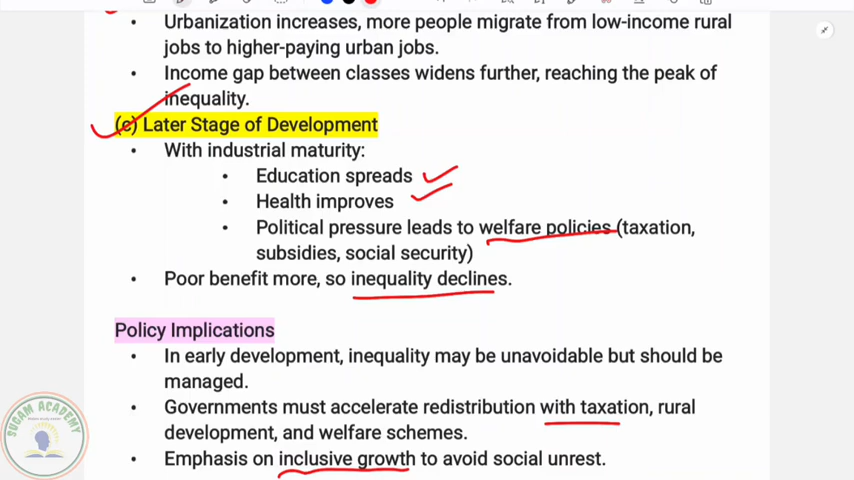 • Urbanization increases, more people migrate from low-income rural
jobs to higher-paying urban jobs.
• Income gap between classes widens further, reaching the peak of
inequality.
(c) Later Stage of Development
• With industrial maturity:
• Education spreads
• Health improves
• Political pressure leads to welfare policies (taxation,
subsidies, social security)
• Poor benefit more, so inequality declines.
Policy Implications
• In early development, inequality may be unavoidable but should be
managed.
• Governments must accelerate redistribution with taxation, rural
development, and welfare schemes.
• Emphasis on inclusive growth to avoid social unrest.
SUGAM ACADEMY